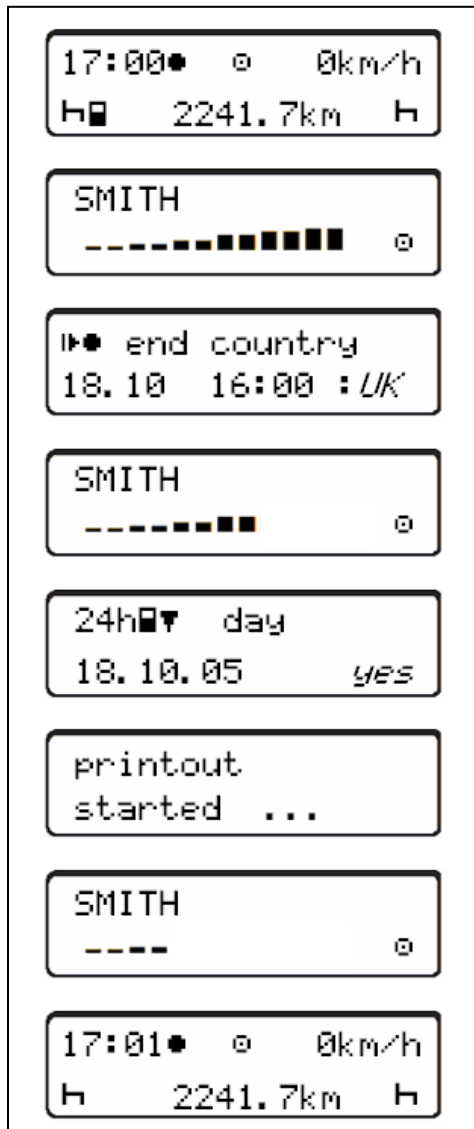 17:00● ⊙ 0km/h
2241.7km
SMITH
end country
18.10 16:00 :UK
SMITH
24h day
18.10.05 yes
printout
started ...
SMITH
17:01● ⊙ 0km/h
2241.7km